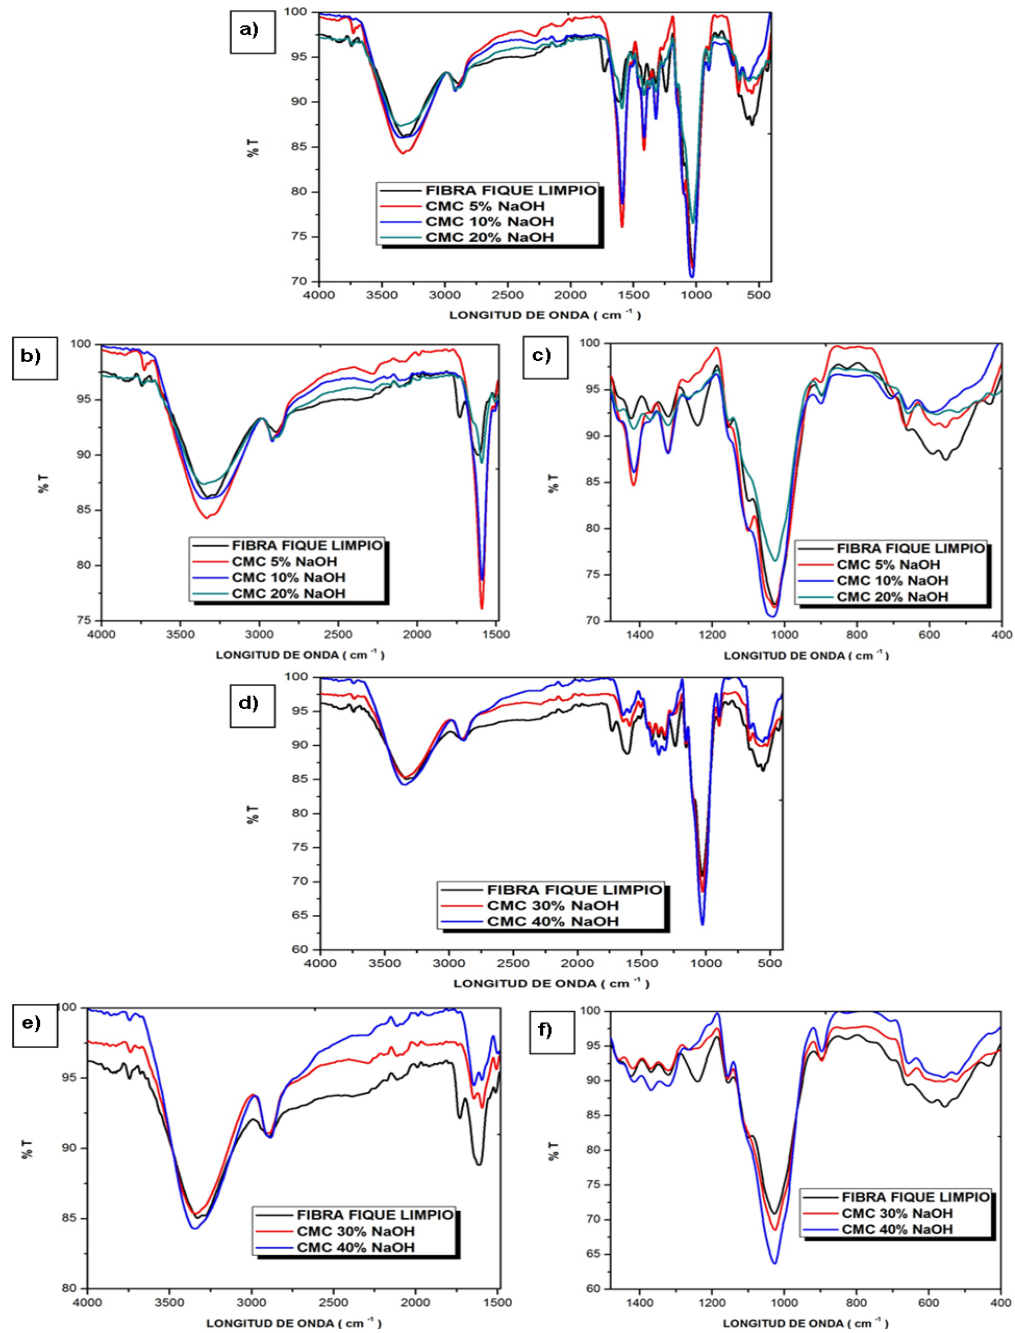 a)
100
95
90
85
80
75
70
% T
FIBRA FIQUE LIMPIO
CMC 5% NaOH
CMC 10% NaOH
CMC 20% NaOH
4000 3500 3000 2500 2000 1500 1000 500
LONGITUD DE ONDA ( cm -1 )
b)
100
95
90
85
80
75
% T
FIBRA FIQUE LIMPIO
CMC 5% NaOH
CMC 10% NaOH
CMC 20% NaOH
4000 3500 3000 2500 2000 1500
LONGITUD DE ONDA ( cm -1 )
c)
100
95
90
85
80
75
70
% T
FIBRA FIQUE LIMPIO
CMC 5% NaOH
CMC 10% NaOH
CMC 20% NaOH
1400 1200 1000 800 600 400
LONGITUD DE ONDA ( cm -1 )
d)
100
95
90
85
80
75
70
65
60
% T
FIBRA FIQUE LIMPIO
CMC 30% NaOH
CMC 40% NaOH
4000 3500 3000 2500 2000 1500 1000 500
LONGITUD DE ONDA ( cm -1 )
e)
100
95
90
85
80
% T
FIBRA FIQUE LIMPIO
CMC 30% NaOH
CMC 40% NaOH
4000 3500 3000 2500 2000 1500
LONGITUD DE ONDA ( cm -1 )
f)
100
95
90
85
80
75
70
65
60
% T
FIBRA FIQUE LIMPIO
CMC 30% NaOH
CMC 40% NaOH
1400 1200 1000 800 600 400
LONGITUD DE ONDA ( cm -1 )